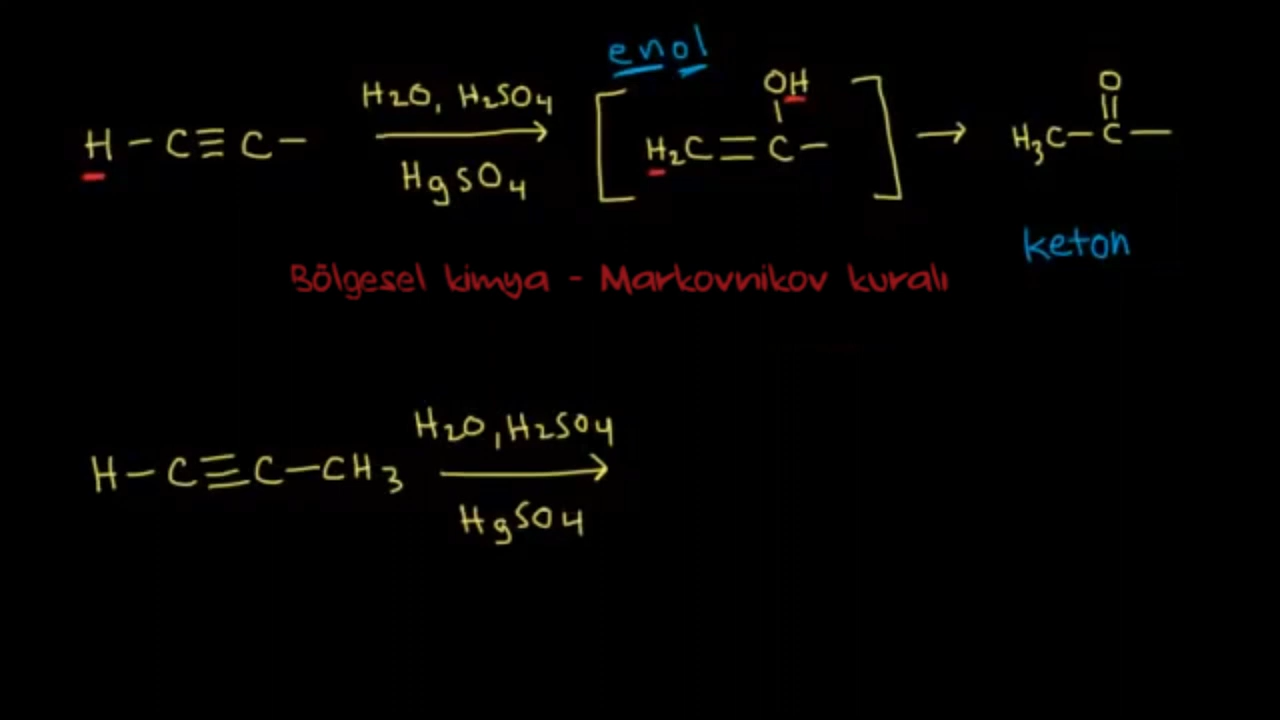 enol
H₂O, H₂SO₄
OH
O
H-C≡C-
H₂C=C-
→ H₃C-C-
HgSO₄
keton
Bölgesel kimya - Markovnikov kuralı
H₂O, H₂SO₄
H-C≡C-CH₃
HgSO₄